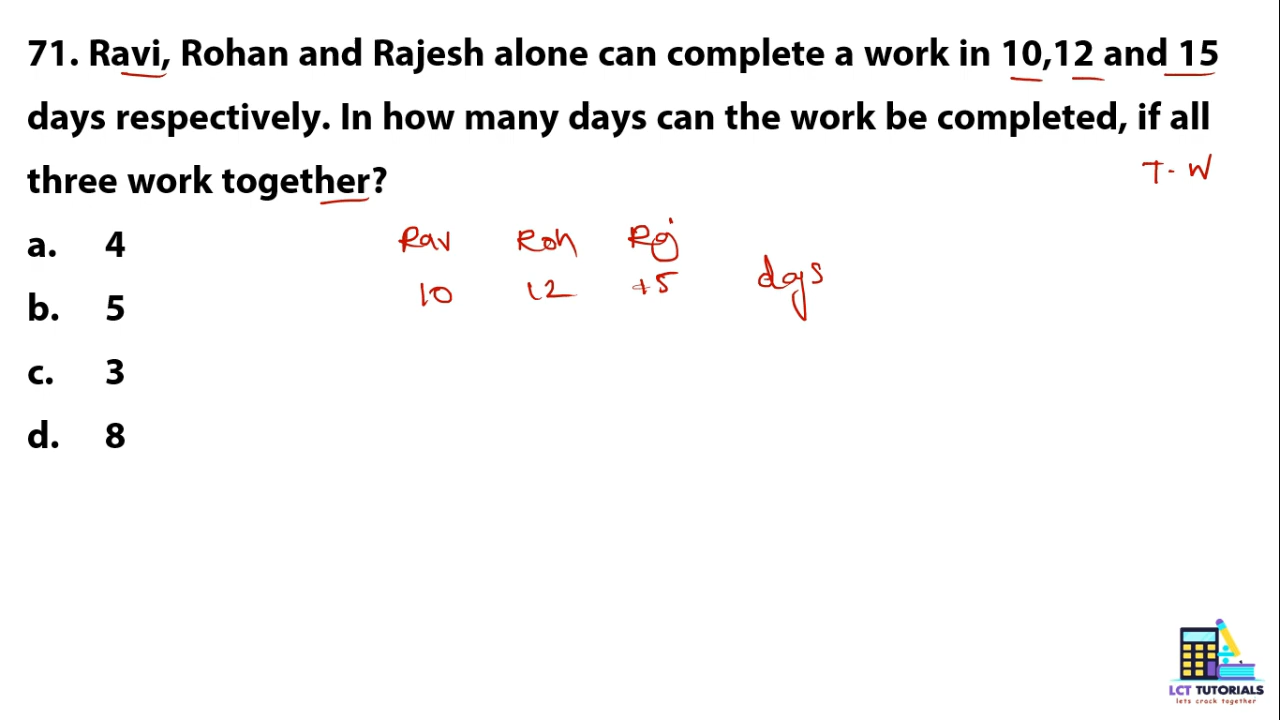 71. Ravi, Rohan and Rajesh alone can complete a work in 10,12 and 15
days respectively. In how many days can the work be completed, if all
three work together?
T. W
a. 4
Rav Roh Raj
10 12 15 days
b. 5
c. 3
d. 8
LCT TUTORIALS
lets crack together